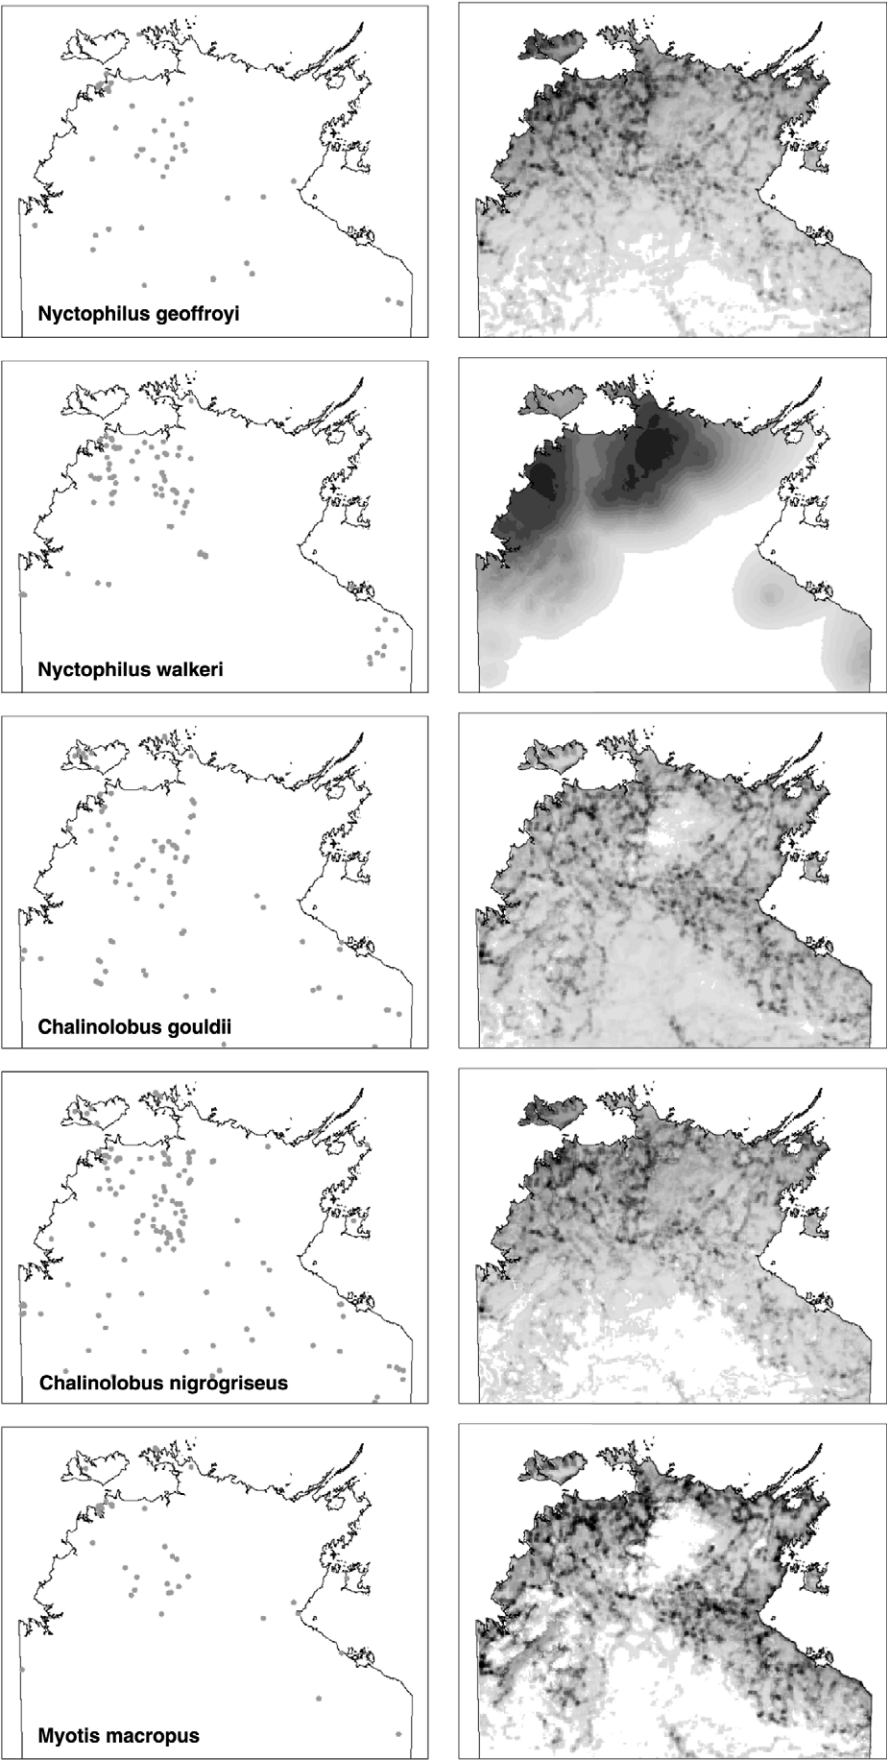 Nyctophilus geoffroyi
Nyctophilus walkeri
Chalinolobus gouldii
Chalinolobus nigrogriseus
Myotis macropus